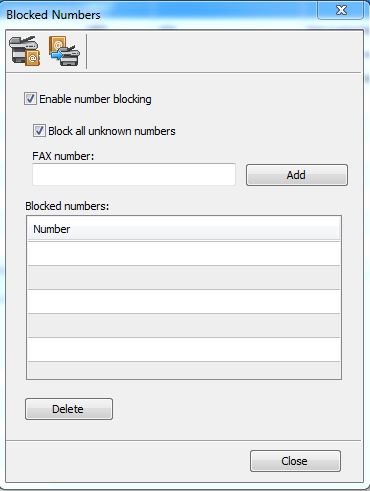 Blocked Numbers
Enable number blocking
Block all unknown numbers
FAX number:
Add
Blocked numbers:
Number
Delete
Close